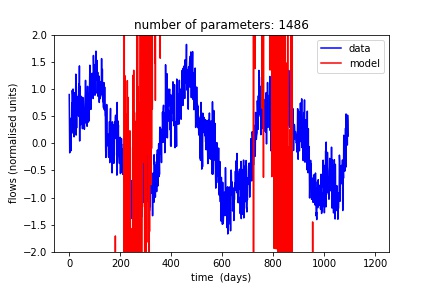 number of parameters: 1486
2.0
1.5
1.0
0.5
0.0
-0.5
-1.0
-1.5
-2.0
flows (normalised units)
data
model
0 200 400 600 800 1000 1200
time (days)